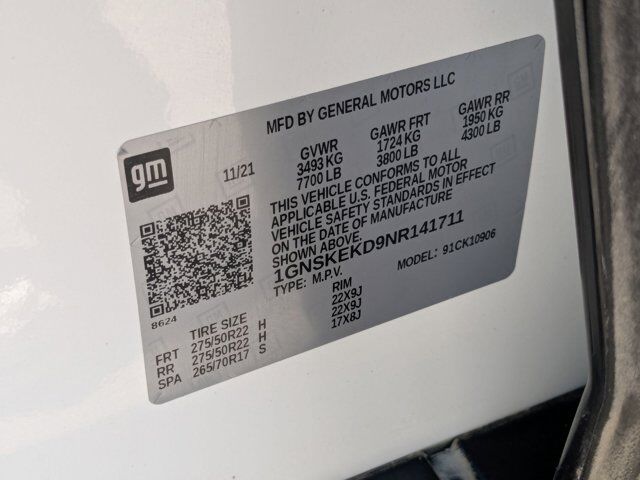 MFD BY GENERAL MOTORS LLC
gm
11/21
GVWR GAWR FRT GAWR RR
3493 KG 1724 KG 1950 KG
7700 LB 3800 LB 4300 LB
THIS VEHICLE CONFORMS TO ALL
APPLICABLE U.S. FEDERAL MOTOR
VEHICLE SAFETY STANDARDS IN EFFECT
ON THE DATE OF MANUFACTURE
SHOWN ABOVE.
1GNSKEKD9NR141711
TYPE: M.P.V. MODEL: 91CK10906
8624
TIRE SIZE RIM
FRT 275/50R22 H 22X9J
RR 275/50R22 H 22X9J
SPA 265/70R17 S 17X8J